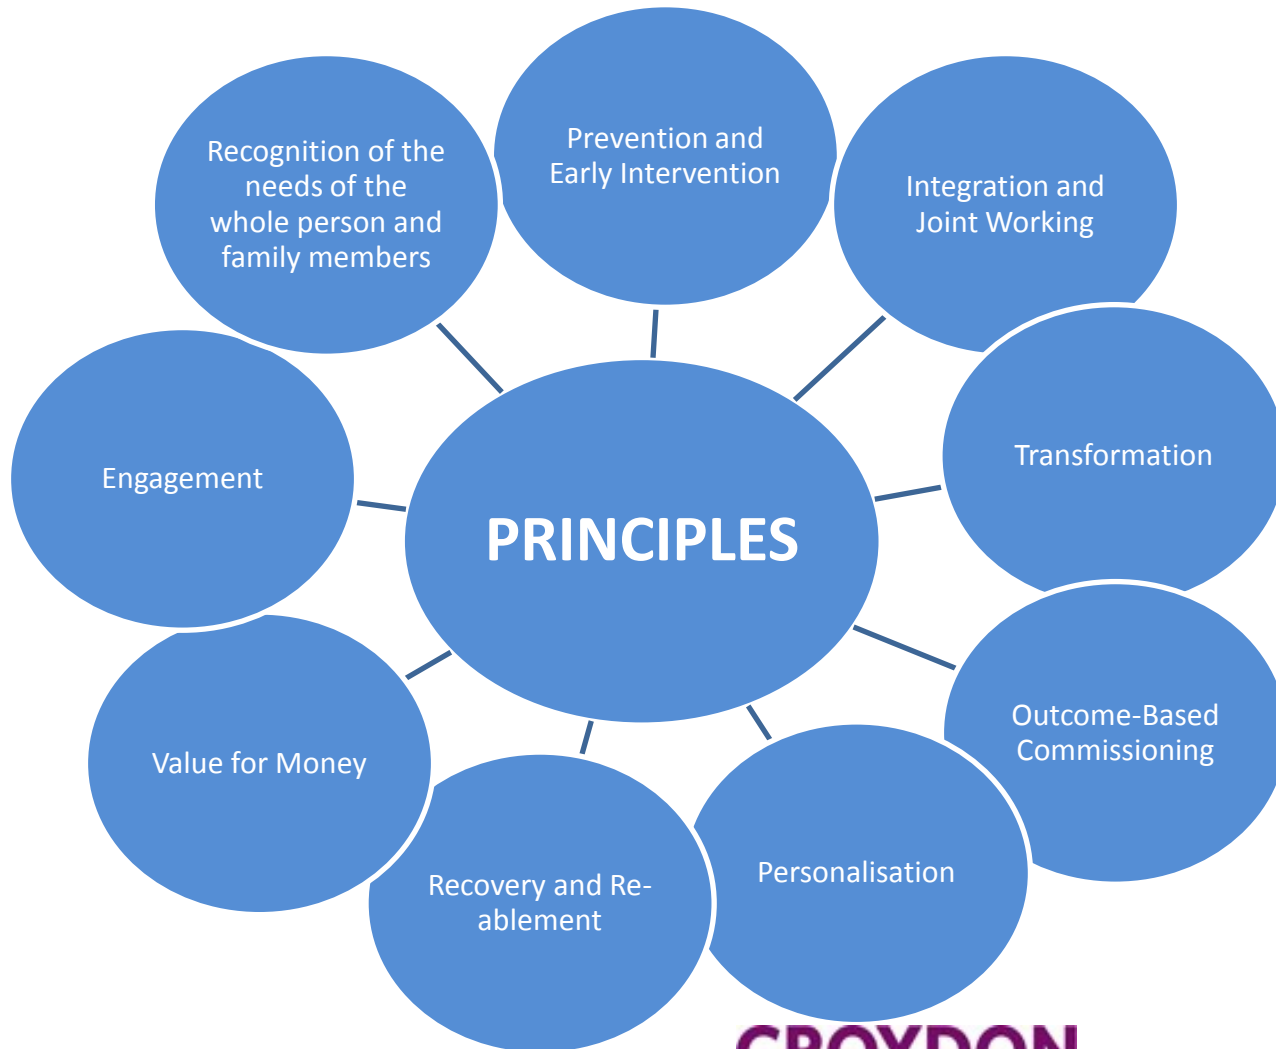 Prevention and
Early Intervention
Recognition of the
needs of the
whole person and
family members
Integration and
Joint Working
Transformation
Engagement
PRINCIPLES
Outcome-Based
Commissioning
Value for Money
Personalisation
Recovery and Re-
ablement
CROYDON